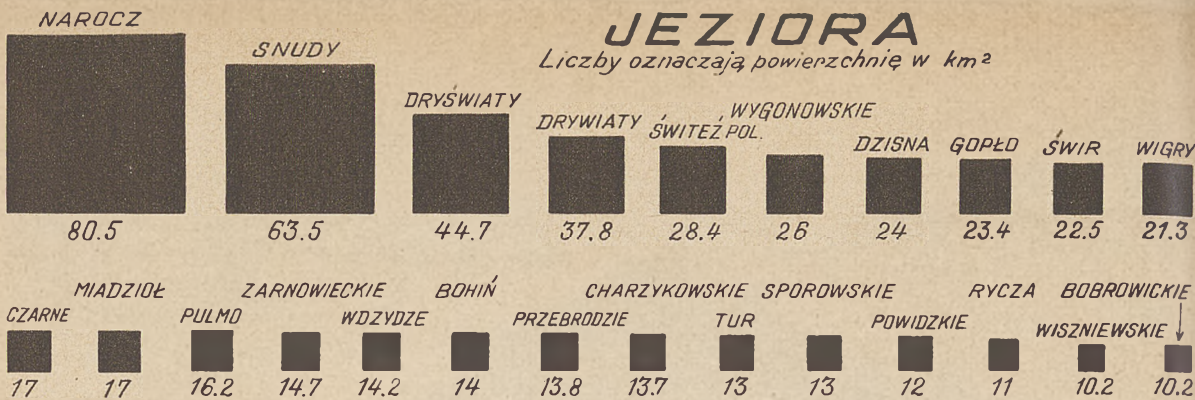 JEZIORA
Liczby oznaczają powierzchnię w km²
NAROCZ
80.5
SNUDY
63.5
DRYŚWIATY
44.7
DRYWIATY
37.8
ŚWITEŹ POL.
28.4
WYGONOWSKIE
26
DZISNA
24
GOPŁO
23.4
ŚWIR
22.5
WIGRY
21.3
CZARNE
17
MIADZIOŁ
17
PULMO
16.2
ZARNOWIECKIE
14.7
WDZYDZE
14.2
BOHIŃ
14
PRZEBRODZIE
13.8
CHARZYKOWSKIE
13.7
TUR
13
SPOROWSKIE
13
POWIDZKIE
12
RYCZA
11
WISZNIEWSKIE
10.2
BOBROWICKIE
10.2